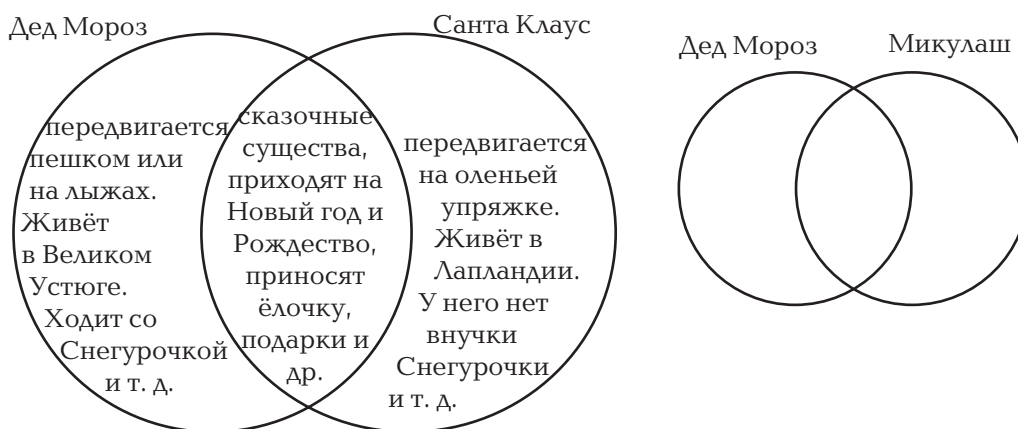 Дед Мороз
Санта Клаус
передвигается
пешком или
на лыжах.
Живёт
в Великом
Устюге.
Ходит со
Снегурочкой
и т. д.
сказочные
существа,
приходят на
Новый год и
Рождество,
приносят
ёлочку,
подарки и
др.
передвигается
на оленьей
упряжке.
Живёт в
Лапландии.
У него нет
внучки
Снегурочки
и т. д.
Дед Мороз
Микулаш